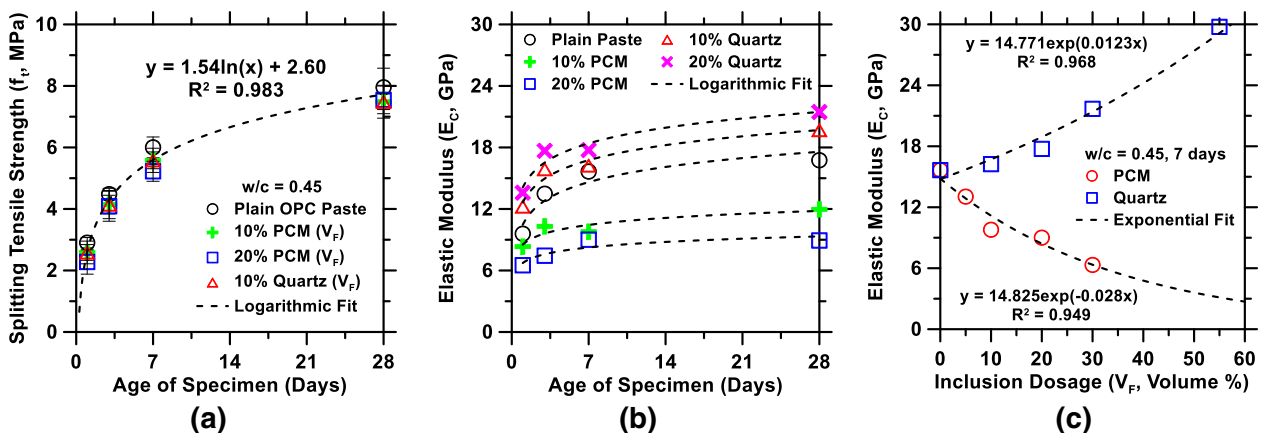 (a)
Splitting Tensile Strength (f_t, MPa)
10
8
6
4
2
0
y = 1.54ln(x) + 2.60
R² = 0.983
w/c = 0.45
Plain OPC Paste
10% PCM (V_F)
20% PCM (V_F)
10% Quartz (V_F)
Logarithmic Fit
0 7 14 21 28
Age of Specimen (Days)
(b)
Elastic Modulus (E_C, GPa)
30
24
18
12
6
0
Plain Paste
10% PCM
20% PCM
10% Quartz
20% Quartz
Logarithmic Fit
0 7 14 21 28
Age of Specimen (Days)
(c)
Elastic Modulus (E_C, GPa)
30
24
18
12
6
0
y = 14.771exp(0.0123x)
R² = 0.968
w/c = 0.45, 7 days
PCM
Quartz
Exponential Fit
y = 14.825exp(-0.028x)
R² = 0.949
0 10 20 30 40 50 60
Inclusion Dosage (V_F, Volume %)